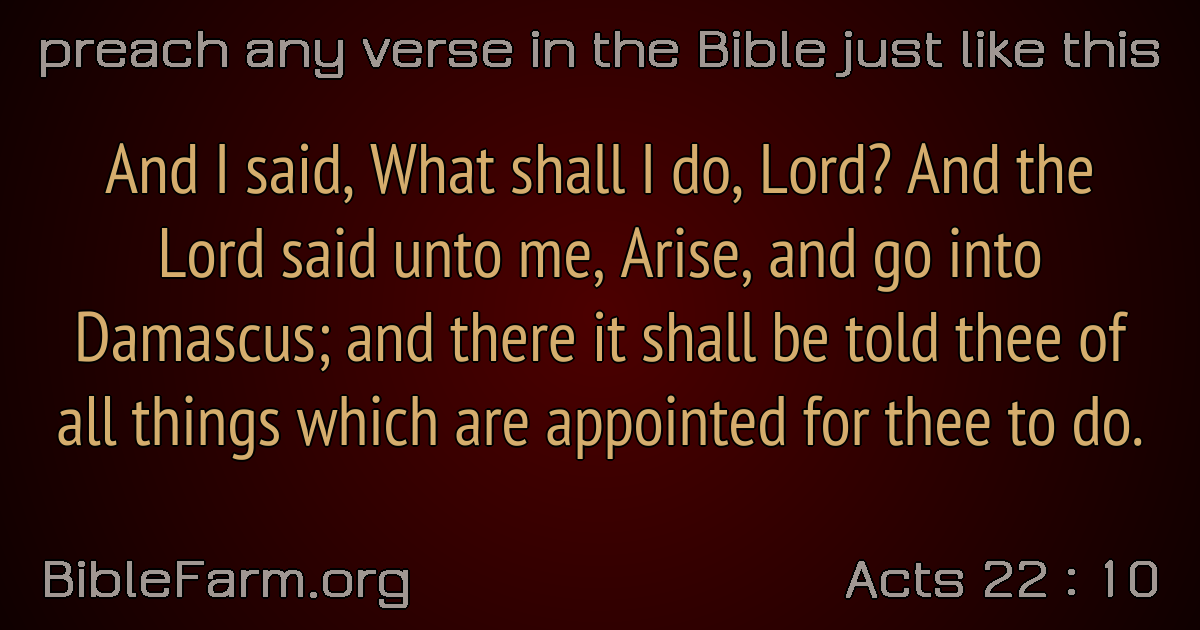 preach any verse in the Bible just like this
And I said, What shall I do, Lord? And the
Lord said unto me, Arise, and go into
Damascus; and there it shall be told thee of
all things which are appointed for thee to do.
BibleFarm.org
Acts 22 : 10